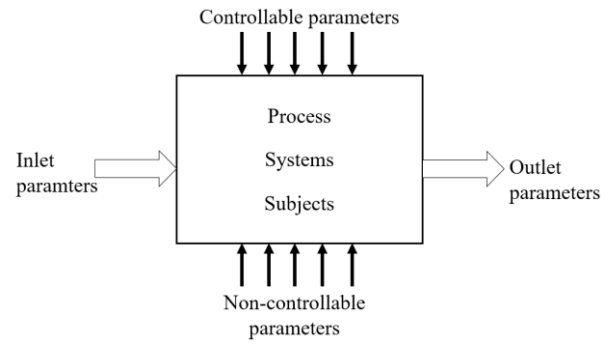 Controllable parameters
Process
Systems
Subjects
Inlet
paramters
Outlet
parameters
Non-controllable
parameters